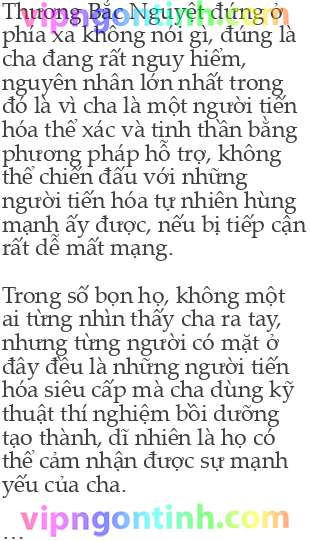 Thương Bắc Nguyệt đứng ở
vipngontinh.com
phía xa không nói gì, đúng là
cha đang rất nguy hiểm,
nguyên nhân lớn nhất trong
đó là vì cha là một người tiến
hóa thể xác và tinh thần bằng
phương pháp hỗ trợ, không
thể chiến đấu với những
người tiến hóa tự nhiên hùng
mạnh ấy được, nếu bị tiếp cận
rất dễ mất mạng.

Trong số bọn họ, không một
ai từng nhìn thấy cha ra tay,
nhưng từng người có mặt ở
đây đều là những người tiến
hóa siêu cấp mà cha dùng kỹ
thuật thí nghiệm bồi dưỡng
tạo thành, dĩ nhiên là họ có
thể cảm nhận được sự mạnh
yếu của cha.
vipngontinh.com
…